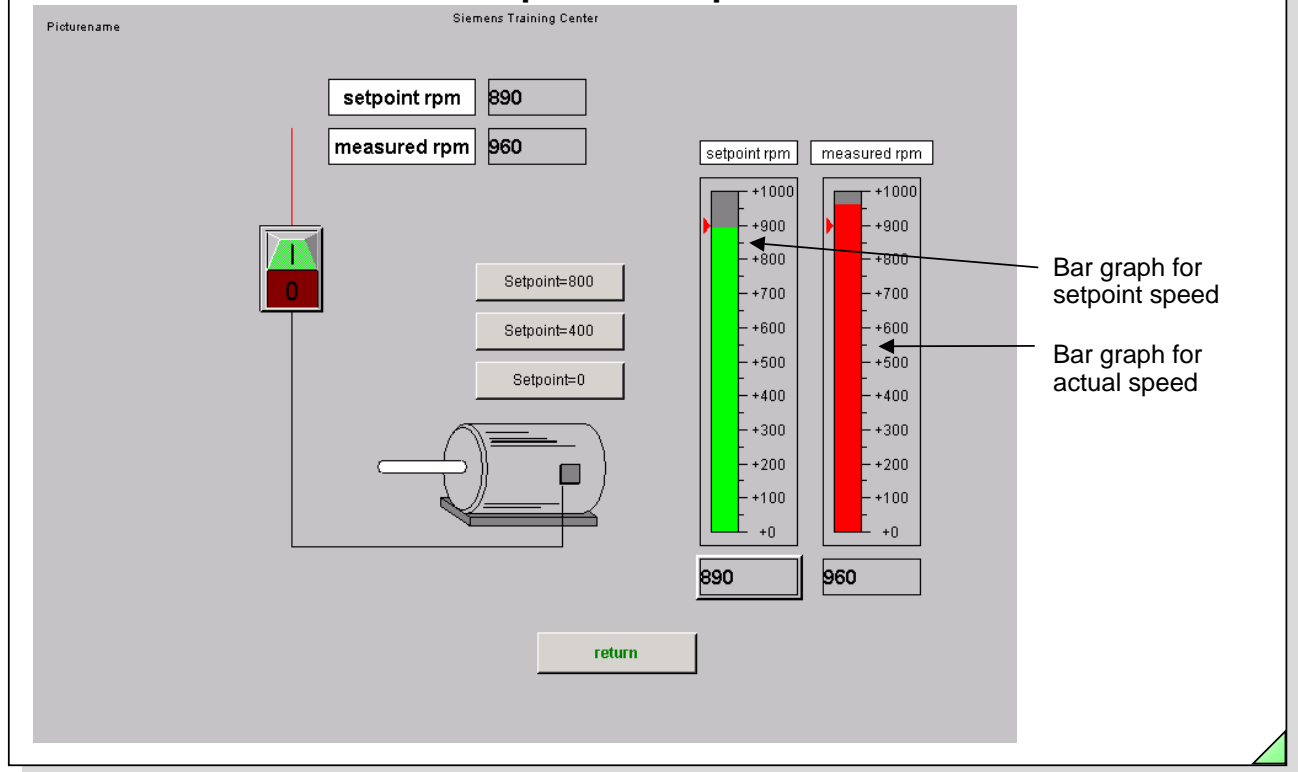 Picturename
Siemens Training Center
setpoint rpm
890
measured rpm
960
setpoint rpm
measured rpm
+1000
+900
+800
+700
+600
+500
+400
+300
+200
+100
+0
+1000
+900
+800
+700
+600
+500
+400
+300
+200
+100
+0
I
0
Setpoint=800
Setpoint=400
Setpoint=0
890
960
return
Bar graph for
setpoint speed
Bar graph for
actual speed